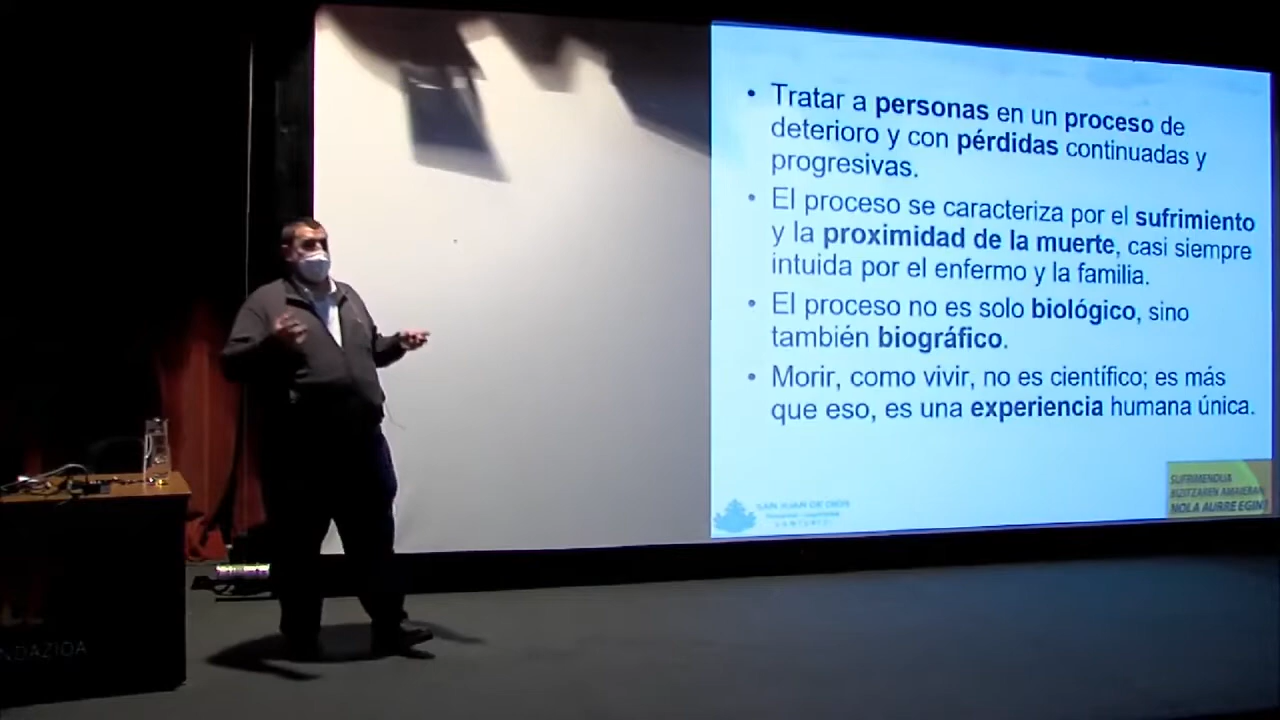 • Tratar a personas en un proceso de
deterioro y con pérdidas continuadas y
progresivas.
• El proceso se caracteriza por el sufrimiento
y la proximidad de la muerte, casi siempre
intuida por el enfermo y la familia.
• El proceso no es solo biológico, sino
también biográfico.
• Morir, como vivir, no es científico; es más
que eso, es una experiencia humana única.
SAN JUAN DE DIOS
SUFRIMENDUA
BIZITZAREN AMAIERAN
NOLA AURRE EGIN?
NDAZIOA